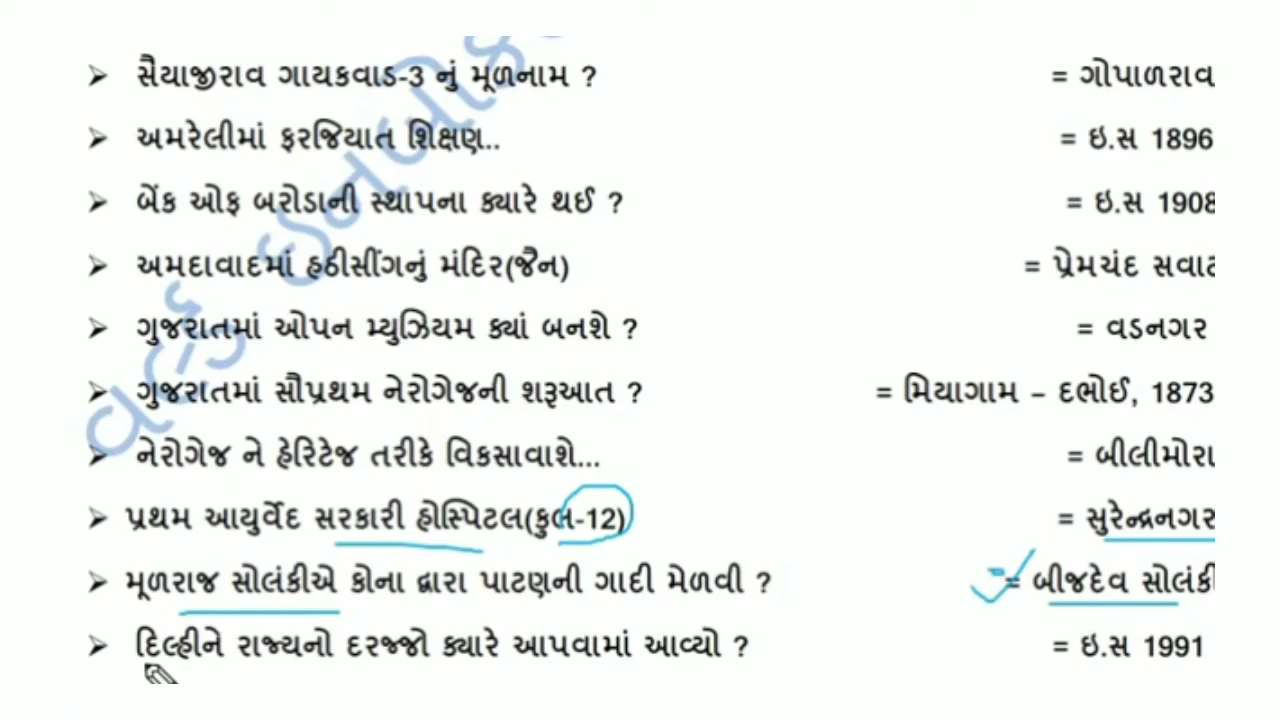 ➢ સૈયાજીરાવ ગાયકવાડ-3 નું મૂળનામ ? = ગોપાળરાવ
➢ અમરેલીમાં ફરજિયાત શિક્ષણ.. = ઇ.સ 1896
➢ બેંક ઓફ બરોડાની સ્થાપના ક્યારે થઈ ? = ઇ.સ 1908
➢ અમદાવાદમાં હઠીસીંગનું મંદિર(જૈન) = પ્રેમચંદ
➢ ગુજરાતમાં ઓપન મ્યુઝિયમ ક્યાં બનશે ? = વડનગર
➢ ગુજરાતમાં સૌપ્રથમ નેરોગેજની શરૂઆત ? = મિયાગામ – દભોઈ, 1873
➢ નેરોગેજ ને હેરિટેજ તરીકે વિકસાવાશે... = બીલીમોરા
➢ પ્રથમ આયુર્વેદ સરકારી હોસ્પિટલ(કુલ-12) = સુરેન્દ્રનગર
➢ મૂળરાજ સોલંકીએ કોના દ્વારા પાટણની ગાદી મેળવી ? = બીજદેવ સોલંકી
➢ દિલ્હીને રાજ્યનો દરજ્જો ક્યારે આપવામાં આવ્યો ? = ઇ.સ 1991